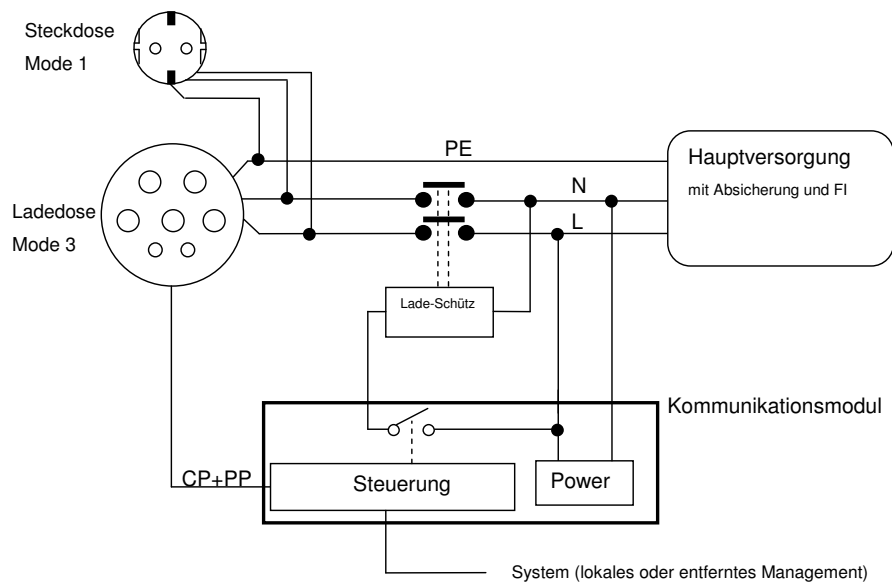 Steckdose
Mode 1
PE
Hauptversorgung
mit Absicherung und FI
N
Ladedose
Mode 3
L
Lade-Schütz
Kommunikationsmodul
CP+PP
Steuerung
Power
System (lokales oder entferntes Management)